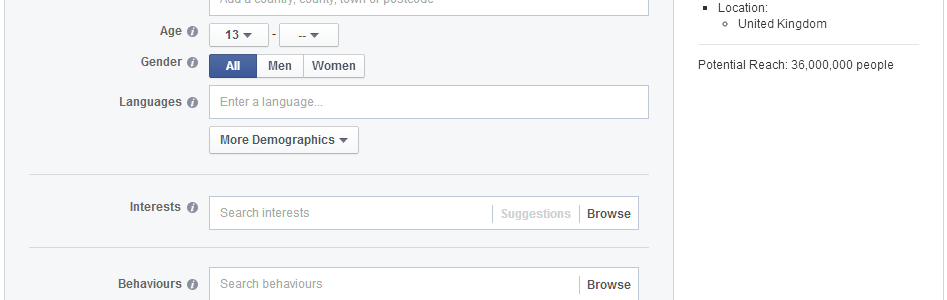 Add a country, county, town or postcode
Age 13 - --
Gender All Men Women
Languages Enter a language...
More Demographics
Interests Search interests Suggestions Browse
Behaviours Search behaviours Browse
Location:
United Kingdom
Potential Reach: 36,000,000 people